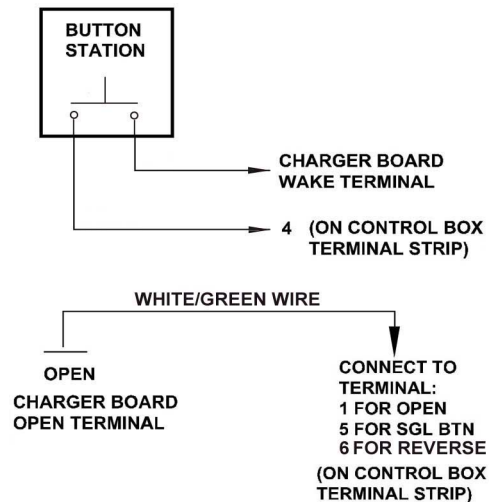 BUTTON
STATION
CHARGER BOARD
WAKE TERMINAL
4 (ON CONTROL BOX
TERMINAL STRIP)
WHITE/GREEN WIRE
OPEN
CHARGER BOARD
OPEN TERMINAL
CONNECT TO
TERMINAL:
1 FOR OPEN
5 FOR SGL BTN
6 FOR REVERSE
(ON CONTROL BOX
TERMINAL STRIP)